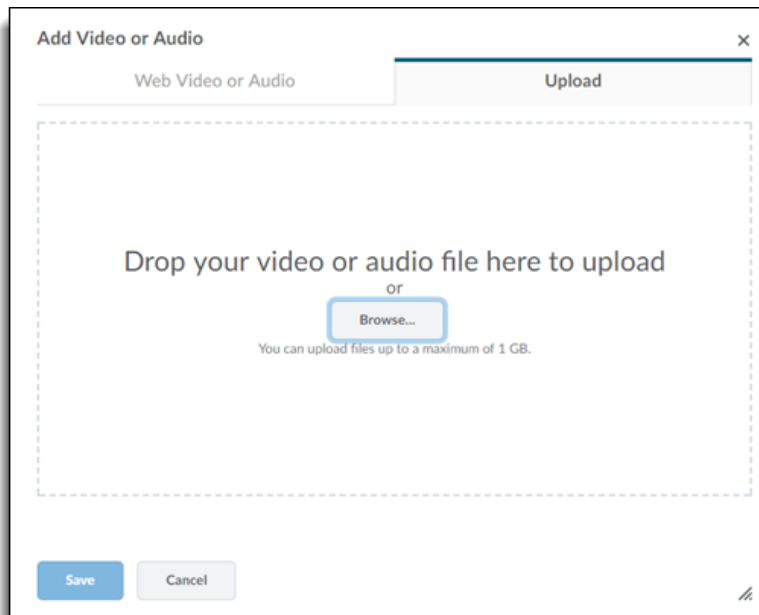 Add Video or Audio
Web Video or Audio
Upload
Drop your video or audio file here to upload
or
Browse...
You can upload files up to a maximum of 1 GB.
Save
Cancel